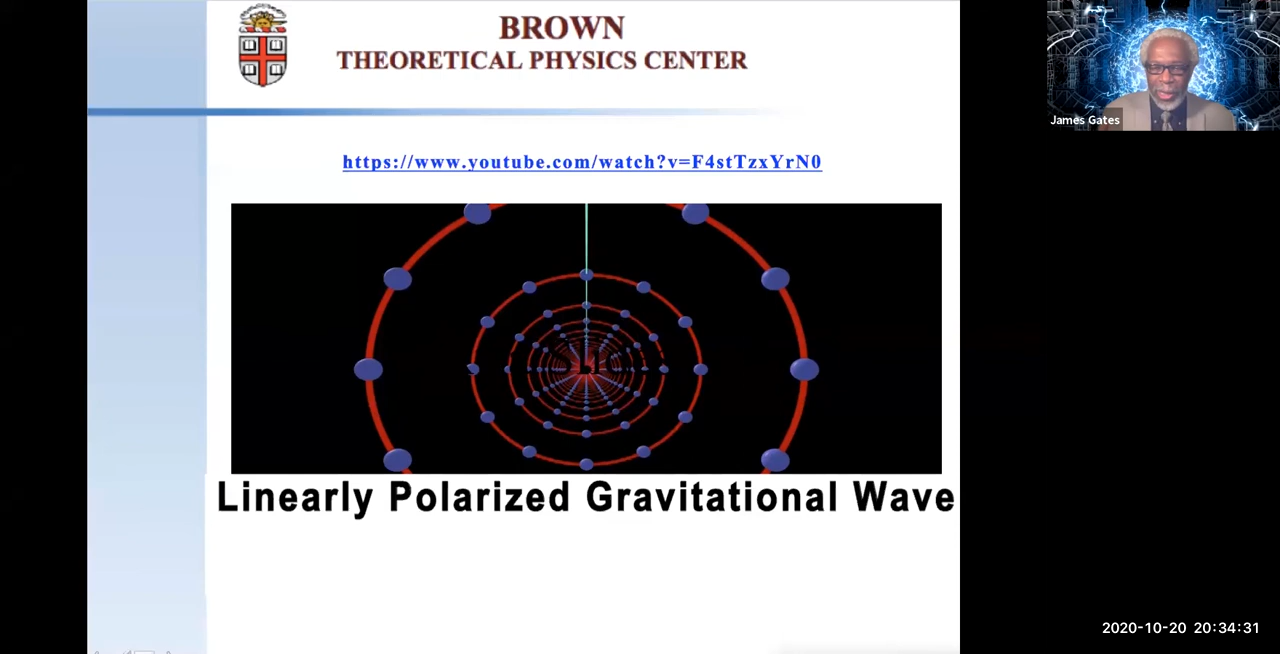 BROWN
THEORETICAL PHYSICS CENTER
https://www.youtube.com/watch?v=F4stTzxYrN0
Linearly Polarized Gravitational Wave
James Gates
2020-10-20 20:34:31